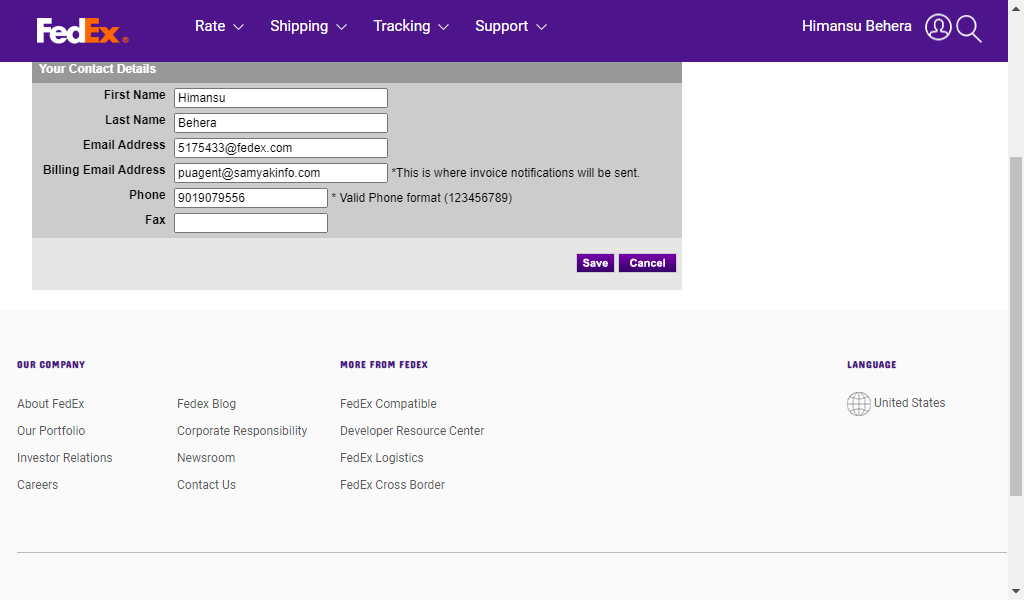 FedEx®
Rate Shipping Tracking Support Himansu Behera
Your Contact Details
First Name Himansu
Last Name Behera
Email Address 5175433@fedex.com
Billing Email Address puagent@samyakinfo.com *This is where invoice notifications will be sent.
Phone 9019079556 * Valid Phone format (123456789)
Fax
Save Cancel
OUR COMPANY MORE FROM FEDEX LANGUAGE
About FedEx Fedex Blog FedEx Compatible United States
Our Portfolio Corporate Responsibility Developer Resource Center
Investor Relations Newsroom FedEx Logistics
Careers Contact Us FedEx Cross Border